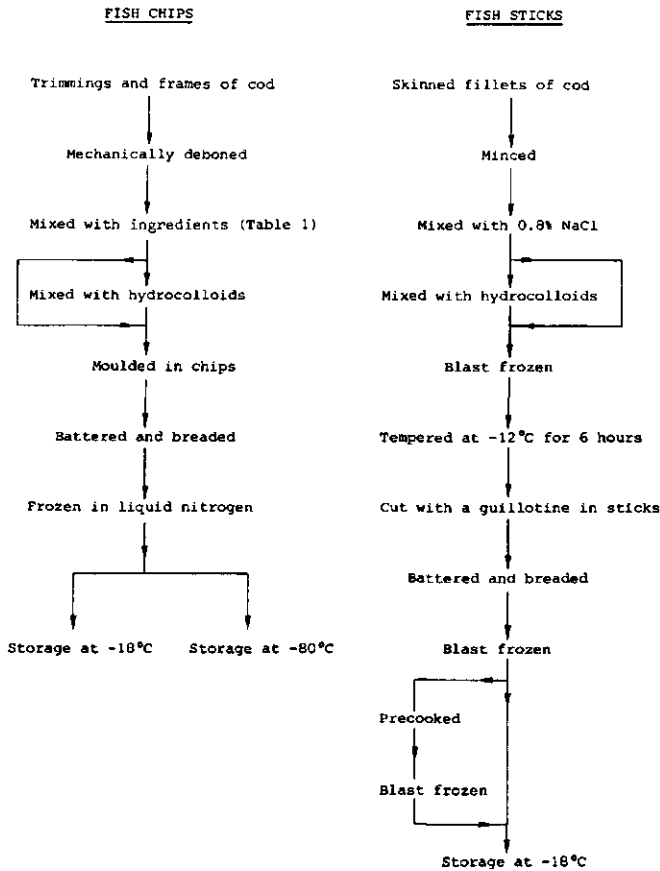 FISH CHIPS
Trimmings and frames of cod
Mechanically deboned
Mixed with ingredients (Table 1)
Mixed with hydrocolloids
Moulded in chips
Battered and breaded
Frozen in liquid nitrogen
Storage at -18°C
Storage at -80°C
FISH STICKS
Skinned fillets of cod
Minced
Mixed with 0.8% NaCl
Mixed with hydrocolloids
Blast frozen
Tempered at -12°C for 6 hours
Cut with a guillotine in sticks
Battered and breaded
Blast frozen
Precooked
Blast frozen
Storage at -18°C